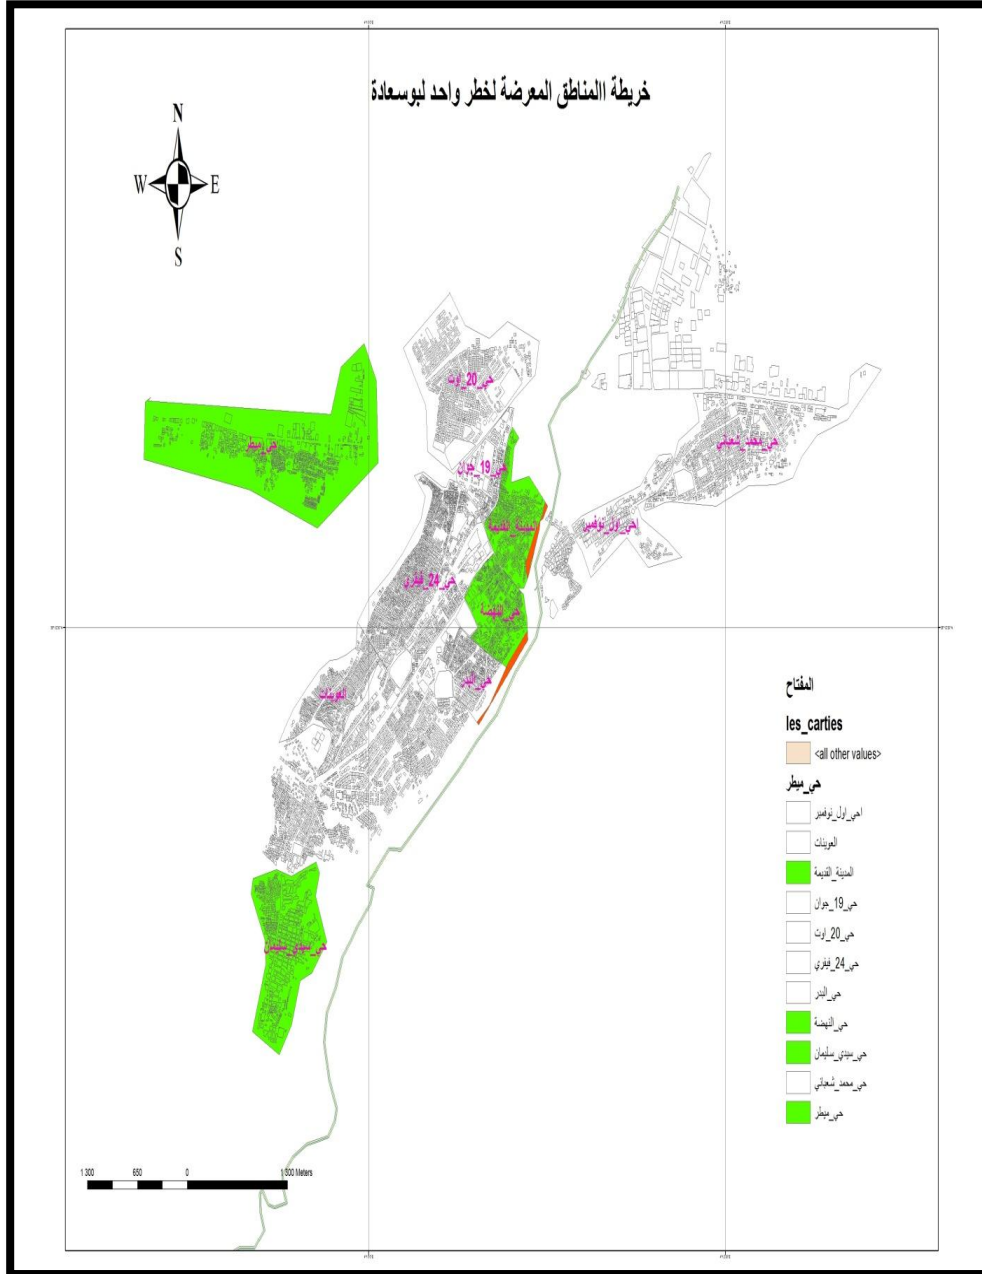 خريطة االمناطق المعرضة لخطر واحد لبوسعادة
N
W E
S
حي_20_اوت
حي_ميطر
حي_19_جوان
حي_محمد_شعباني
المدينة_القديمة
احي_اول_نوفمبر
حي_24_فيفري
حي_النهضة
حي_البدر
العوينات
حي_سيدي_سليمان
المفتاح
les_carties
<all other values>
حي_ميطر
احي_اول_نوفمبر
العوينات
المدينة_القديمة
حي_19_جوان
حي_20_اوت
حي_24_فيفري
حي_البدر
حي_النهضة
حي_سيدي_سليمان
حي_محمد_شعباني
حي_ميطر
1 300 650 0 1 300 Meters